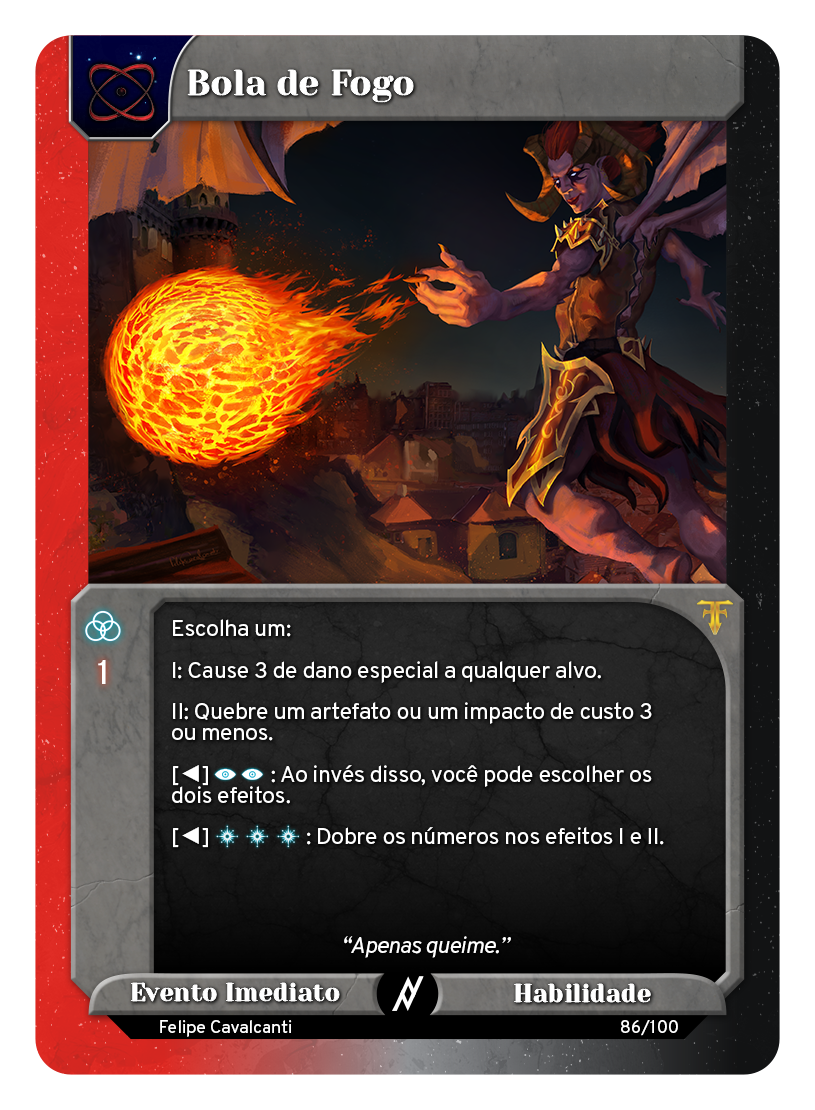 Bola de Fogo
1
Escolha um:
I: Cause 3 de dano especial a qualquer alvo.
II: Quebre um artefato ou um impacto de custo 3
ou menos.
[◀] : Ao invés disso, você pode escolher os
dois efeitos.
[◀] : Dobre os números nos efeitos I e II.
“Apenas queime.”
Evento Imediato
Habilidade
Felipe Cavalcanti
86/100